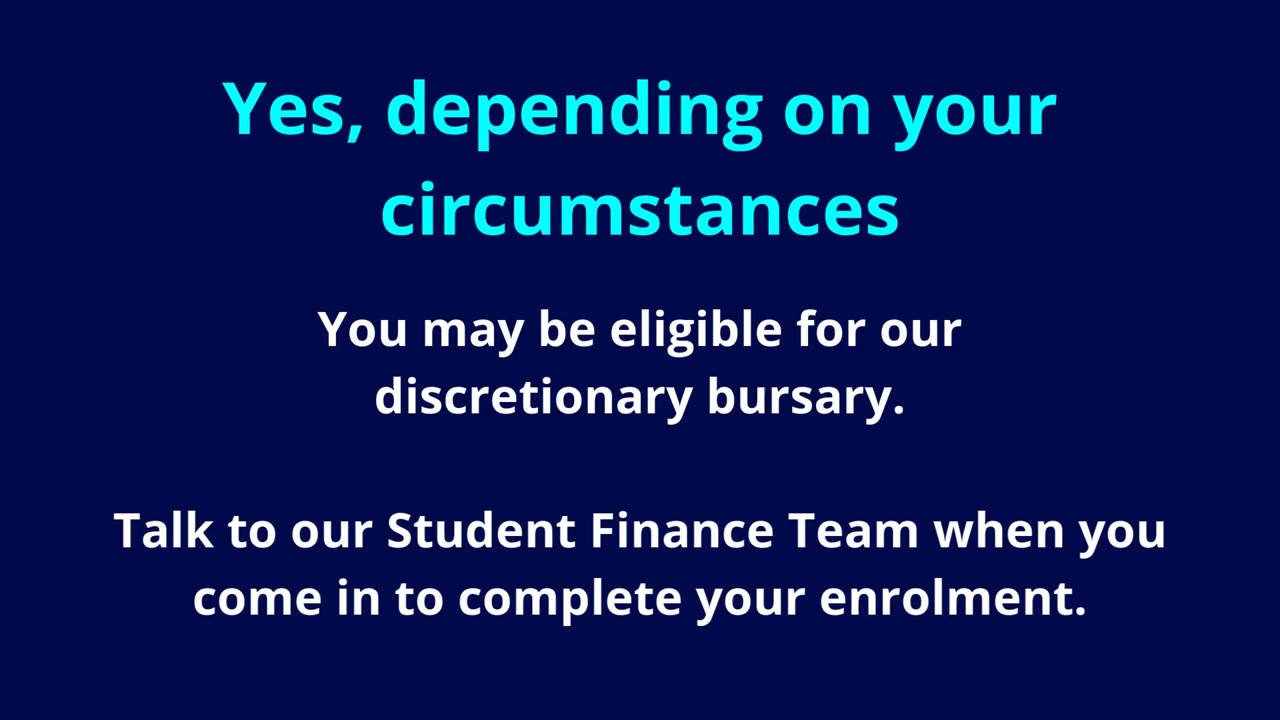 Yes, depending on your
circumstances
You may be eligible for our
discretionary bursary.
Talk to our Student Finance Team when you
come in to complete your enrolment.